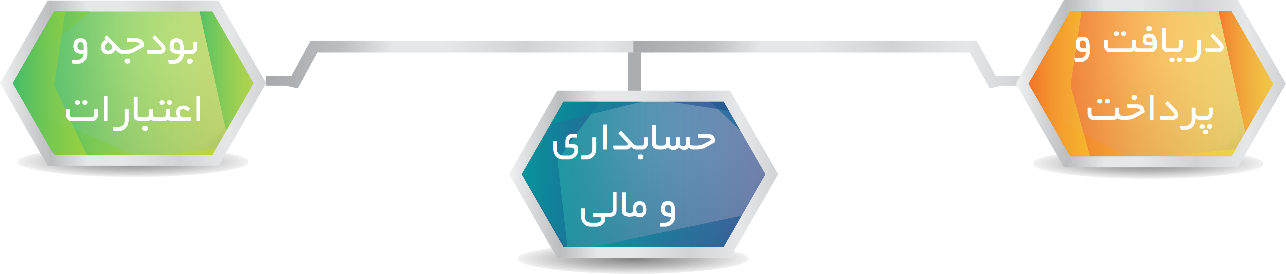 دریافت و
پرداخت
حسابداری
و مالی
بودجه و
اعتبارات